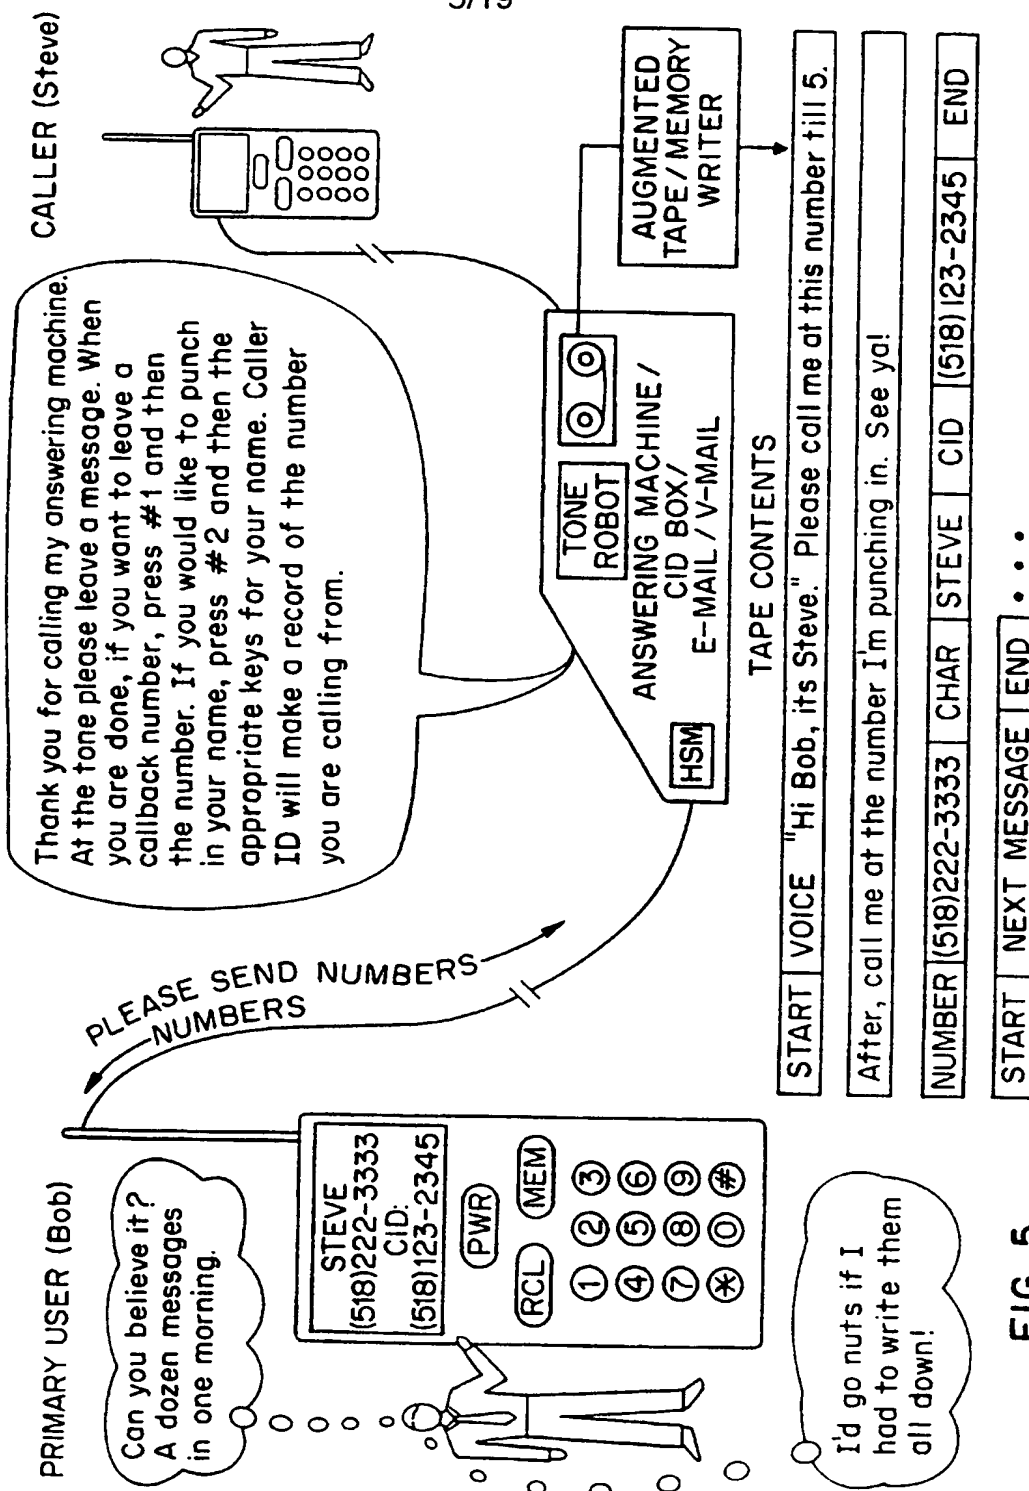 5/19
PRIMARY USER (Bob)
Can you believe it?
A dozen messages
in one morning.
CALLER (Steve)
Thank you for calling my answering machine.
At the tone please leave a message. When
you are done, if you want to leave a
callback number, press #1 and then
the number. If you would like to punch
in your name, press #2 and then the
appropriate keys for your name. Caller
ID will make a record of the number
you are calling from.
PLEASE SEND NUMBERS
NUMBERS
STEVE
(518)222-3333
CID:
(518)123-2345
PWR
RCL MEM
1 2 3
4 5 6
7 8 9
* 0 #
I'd go nuts if I
had to write them
all down!
HSM
TONE
ROBOT
ANSWERING MACHINE/
CID BOX/
E-MAIL/V-MAIL
AUGMENTED
TAPE/MEMORY
WRITER
TAPE CONTENTS
START VOICE "Hi Bob, its Steve." Please call me at this number till 5.
After, call me at the number I'm punching in. See ya!
NUMBER (518)222-3333 CHAR STEVE CID (518)123-2345 END
START NEXT MESSAGE END ...
FIG. 5